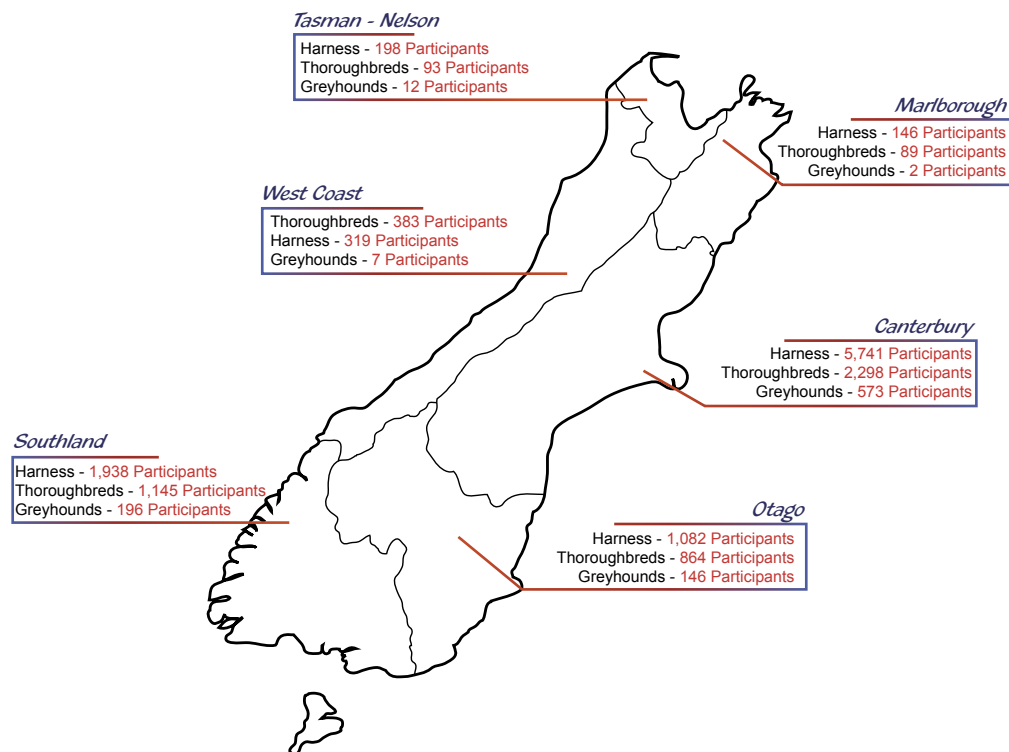 Tasman - Nelson
Harness - 198 Participants
Thoroughbreds - 93 Participants
Greyhounds - 12 Participants
Marlborough
Harness - 146 Participants
Thoroughbreds - 89 Participants
Greyhounds - 2 Participants
West Coast
Thoroughbreds - 383 Participants
Harness - 319 Participants
Greyhounds - 7 Participants
Canterbury
Harness - 5,741 Participants
Thoroughbreds - 2,298 Participants
Greyhounds - 573 Participants
Southland
Harness - 1,938 Participants
Thoroughbreds - 1,145 Participants
Greyhounds - 196 Participants
Otago
Harness - 1,082 Participants
Thoroughbreds - 864 Participants
Greyhounds - 146 Participants